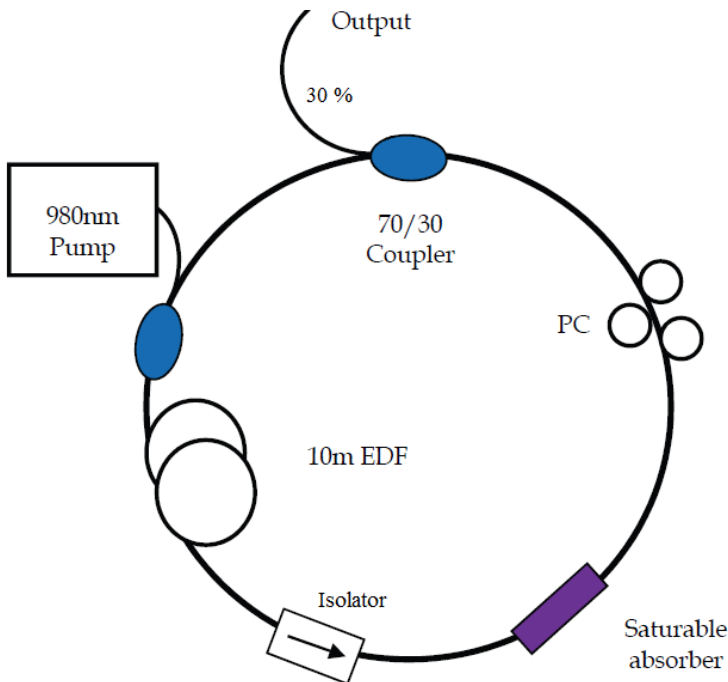 Output
30 %
980nm
Pump
70/30
Coupler
PC
10m EDF
Isolator
Saturable
absorber